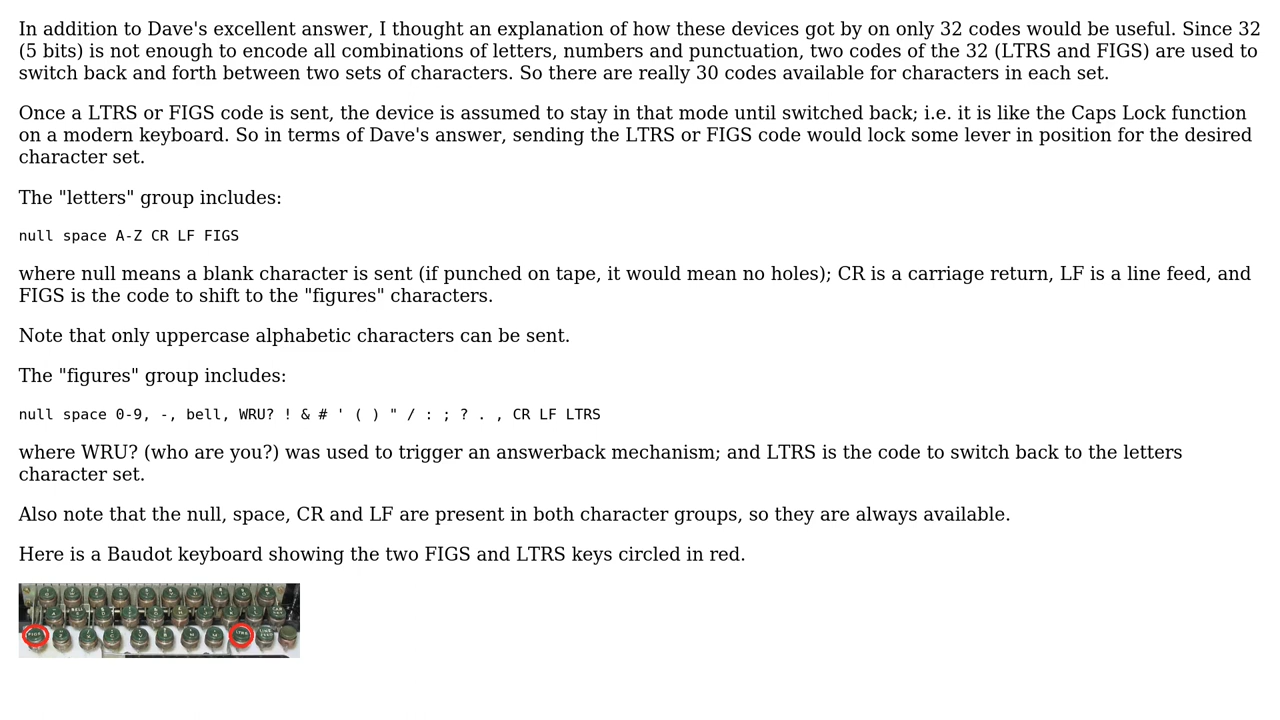 In addition to Dave's excellent answer, I thought an explanation of how these devices got by on only 32 codes would be useful. Since 32
(5 bits) is not enough to encode all combinations of letters, numbers and punctuation, two codes of the 32 (LTRS and FIGS) are used to
switch back and forth between two sets of characters. So there are really 30 codes available for characters in each set.
Once a LTRS or FIGS code is sent, the device is assumed to stay in that mode until switched back; i.e. it is like the Caps Lock function
on a modern keyboard. So in terms of Dave's answer, sending the LTRS or FIGS code would lock some lever in position for the desired
character set.
The "letters" group includes:
null space A-Z CR LF FIGS
where null means a blank character is sent (if punched on tape, it would mean no holes); CR is a carriage return, LF is a line feed, and
FIGS is the code to shift to the "figures" characters.
Note that only uppercase alphabetic characters can be sent.
The "figures" group includes:
null space 0-9, -, bell, WRU? ! & # ' ( ) " / : ; ? . , CR LF LTRS
where WRU? (who are you?) was used to trigger an answerback mechanism; and LTRS is the code to switch back to the letters
character set.
Also note that the null, space, CR and LF are present in both character groups, so they are always available.
Here is a Baudot keyboard showing the two FIGS and LTRS keys circled in red.
BELL
FIGS LTRS LINE FEED